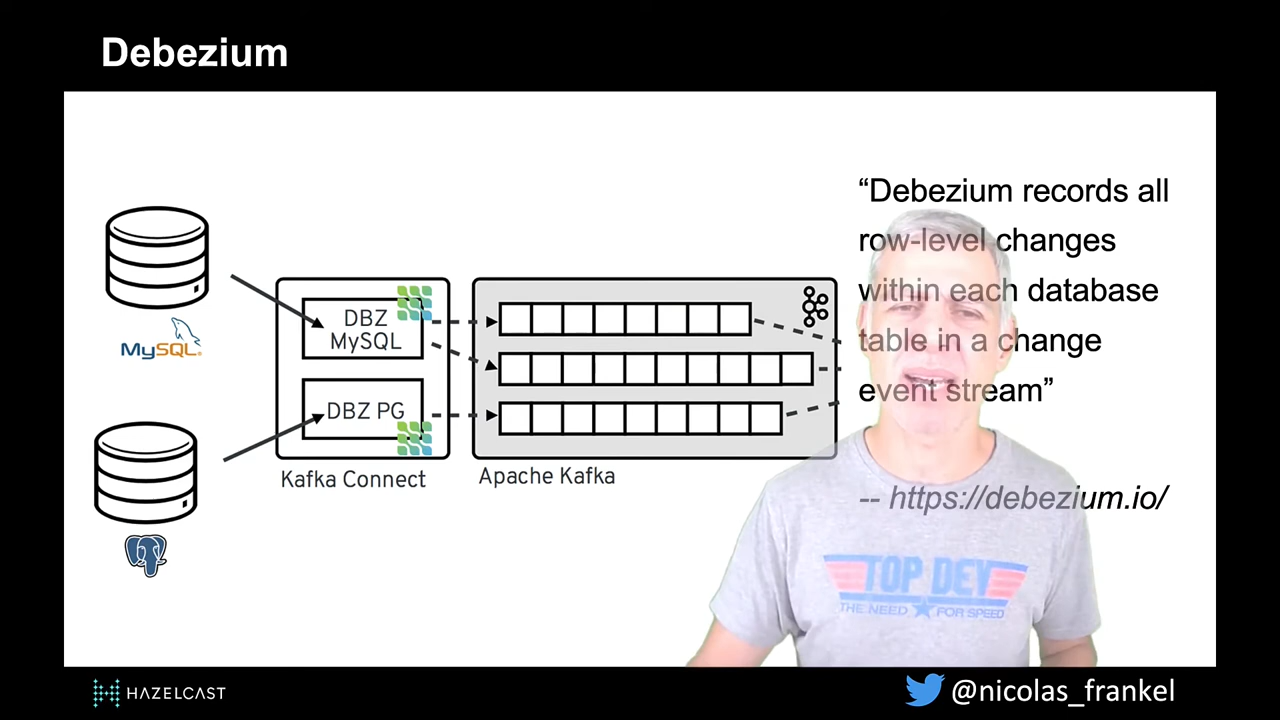 Debezium
“Debezium records all
row-level changes
within each database
table in a change
event stream”
-- https://debezium.io/
MySQL®
DBZ
MySQL
DBZ PG
Kafka Connect
Apache Kafka
TOP DEV
THE NEED FOR SPEED
HAZELCAST
@nicolas_frankel